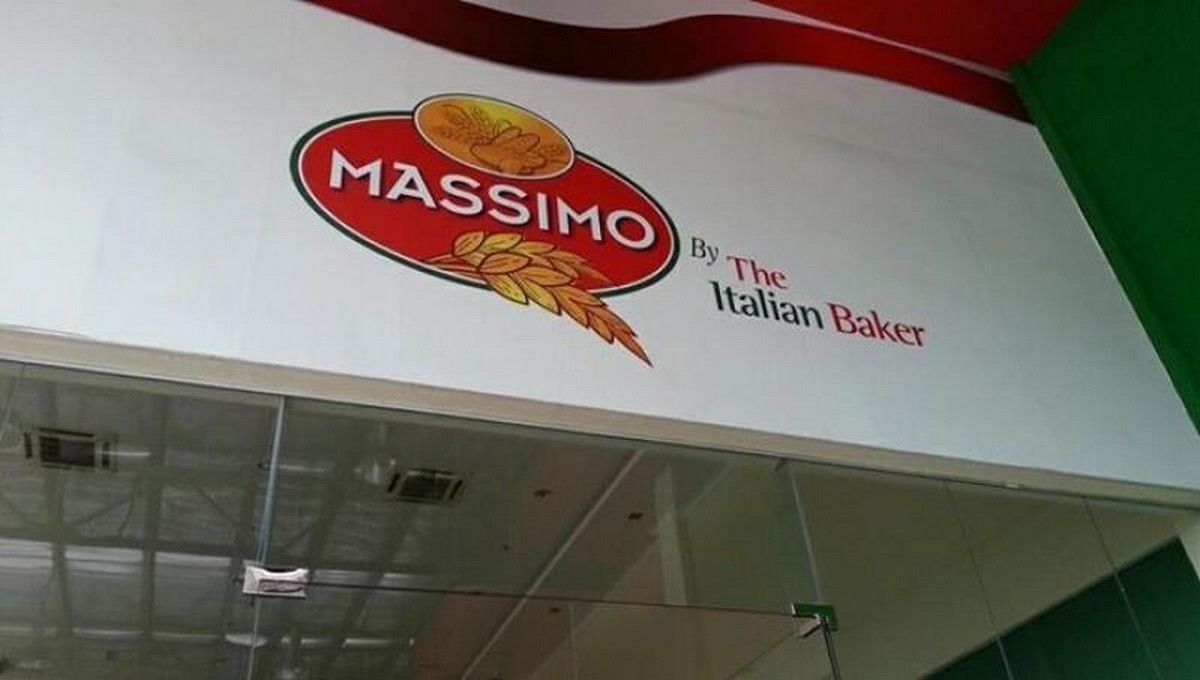 MASSIMO
By The
Italian Baker